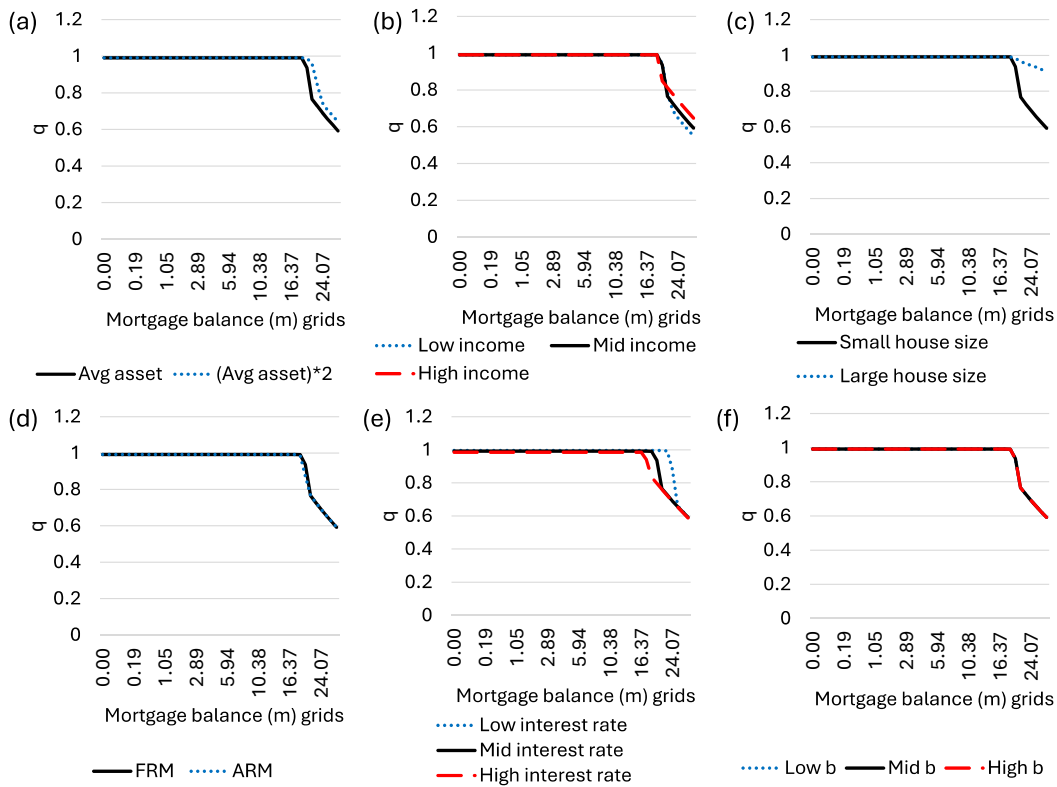 (a)
1.2
1
0.8
0.6
0.4
0.2
0
q
0.00
0.19
1.05
2.89
5.94
10.38
16.37
24.07
Mortgage balance (m) grids
Avg asset
(Avg asset)*2
(b)
1.2
1
0.8
0.6
0.4
0.2
0
q
0.00
0.19
1.05
2.89
5.94
10.38
16.37
24.07
Mortgage balance (m) grids
Low income
Mid income
High income
(c)
1.2
1
0.8
0.6
0.4
0.2
0
q
0.00
0.19
1.05
2.89
5.94
10.38
16.37
24.07
Mortgage balance (m) grids
Small house size
Large house size
(d)
1.2
1
0.8
0.6
0.4
0.2
0
q
0.00
0.19
1.05
2.89
5.94
10.38
16.37
24.07
Mortgage balance (m) grids
FRM
ARM
(e)
1.2
1
0.8
0.6
0.4
0.2
0
q
0.00
0.19
1.05
2.89
5.94
10.38
16.37
24.07
Mortgage balance (m) grids
Low interest rate
Mid interest rate
High interest rate
(f)
1.2
1
0.8
0.6
0.4
0.2
0
q
0.00
0.19
1.05
2.89
5.94
10.38
16.37
24.07
Mortgage balance (m) grids
Low b
Mid b
High b